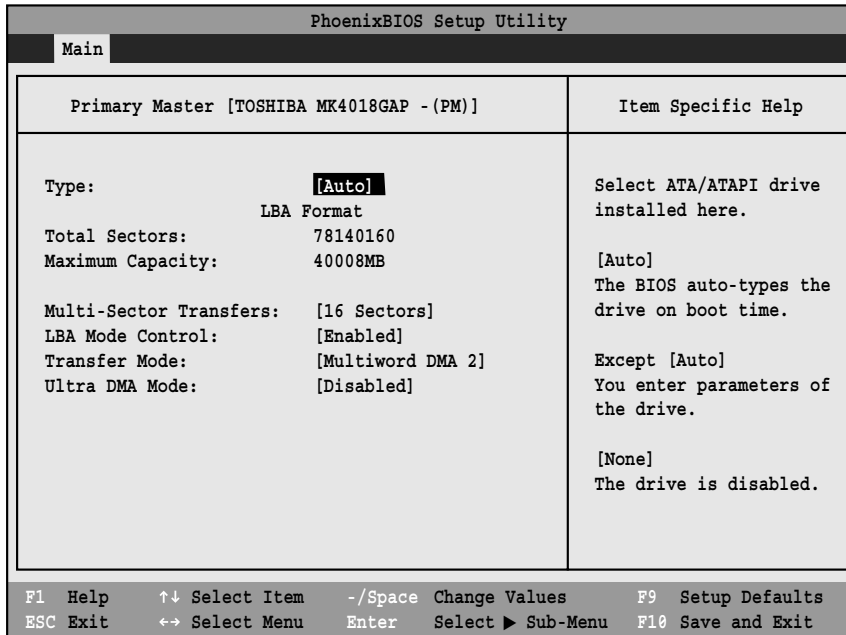 PhoenixBIOS Setup Utility
Main
Primary Master [TOSHIBA MK4018GAP -(PM)]
Item Specific Help
Type: [Auto]
LBA Format
Total Sectors: 78140160
Maximum Capacity: 40008MB
Multi-Sector Transfers: [16 Sectors]
LBA Mode Control: [Enabled]
Transfer Mode: [Multiword DMA 2]
Ultra DMA Mode: [Disabled]
Select ATA/ATAPI drive
installed here.
[Auto]
The BIOS auto-types the
drive on boot time.
Except [Auto]
You enter parameters of
the drive.
[None]
The drive is disabled.
F1 Help ↑↓ Select Item -/Space Change Values F9 Setup Defaults
ESC Exit ←→ Select Menu Enter Select ▶ Sub-Menu F10 Save and Exit